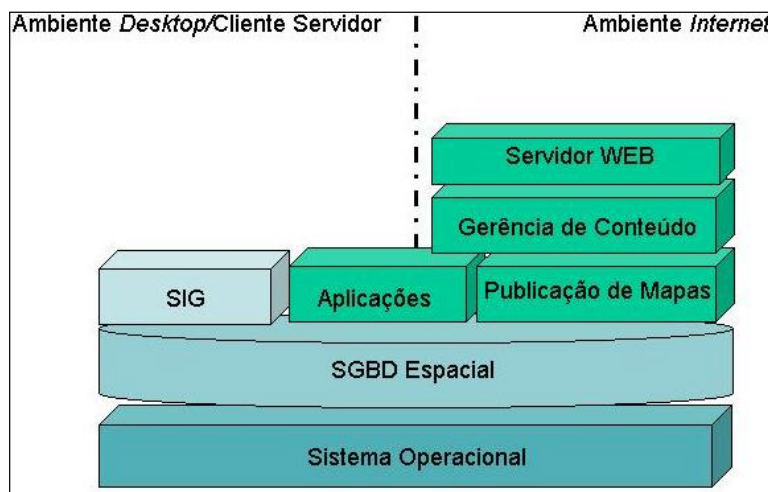 Ambiente Desktop/Cliente Servidor
Ambiente Internet
Servidor WEB
Gerência de Conteúdo
SIG
Aplicações
Publicação de Mapas
SGBD Espacial
Sistema Operacional